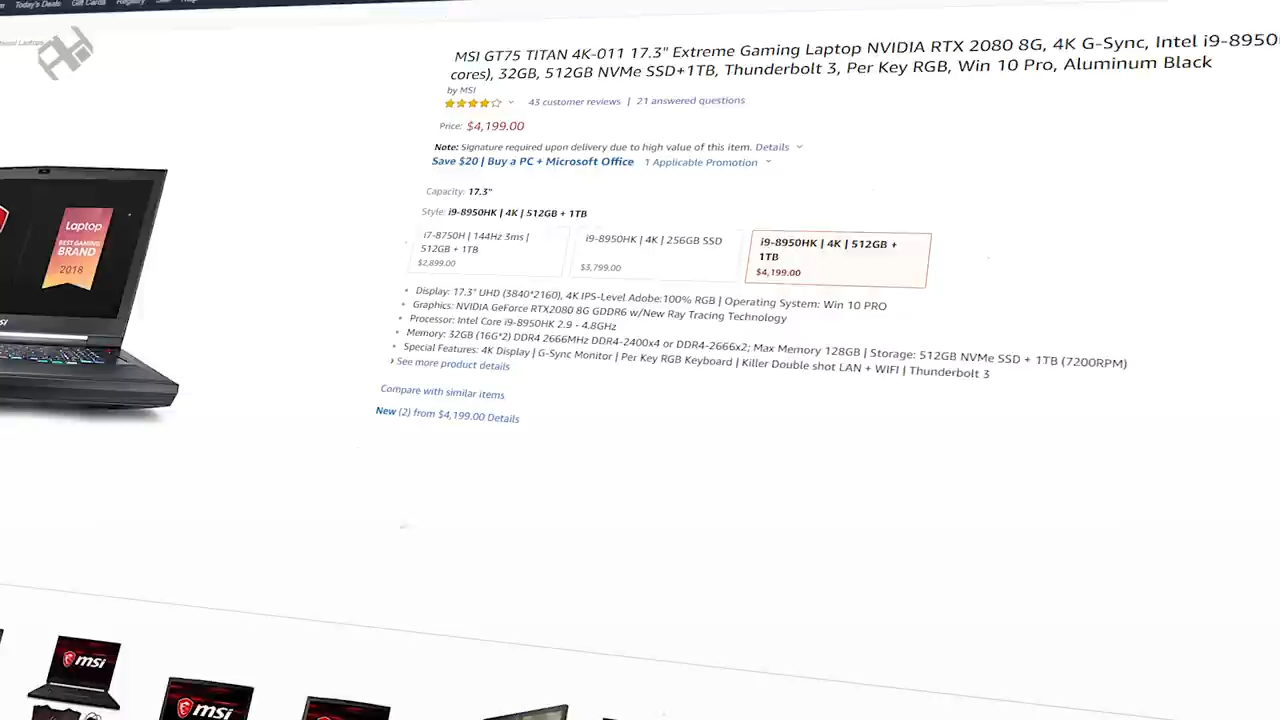 Today's Deals Gift Cards Registry Sell Help
MSI GT75 TITAN 4K-011 17.3" Extreme Gaming Laptop NVIDIA RTX 2080 8G, 4K G-Sync, Intel i9-8950
cores), 32GB, 512GB NVMe SSD+1TB, Thunderbolt 3, Per Key RGB, Win 10 Pro, Aluminum Black
by MSI
43 customer reviews | 21 answered questions
Price: $4,199.00
Note: Signature required upon delivery due to high value of this item. Details
Save $20 | Buy a PC + Microsoft Office 1 Applicable Promotion
Capacity: 17.3"
Style: i9-8950HK | 4K | 512GB + 1TB
i7-8750H | 144Hz 3ms |
512GB + 1TB
$2,899.00
i9-8950HK | 4K | 256GB SSD
$3,799.00
i9-8950HK | 4K | 512GB +
1TB
$4,199.00
Display: 17.3" UHD (3840*2160), 4K IPS-Level Adobe:100% RGB | Operating System: Win 10 PRO
Graphics: NVIDIA GeForce RTX2080 8G GDDR6 w/New Ray Tracing Technology
Processor: Intel Core i9-8950HK 2.9 - 4.8GHz
Memory: 32GB (16G*2) DDR4 2666MHz DDR4-2400x4 or DDR4-2666x2; Max Memory 128GB | Storage: 512GB NVMe SSD + 1TB (7200RPM)
Special Features: 4K Display | G-Sync Monitor | Per Key RGB Keyboard | Killer Double shot LAN + WIFI | Thunderbolt 3
› See more product details
Compare with similar items
New (2) from $4,199.00 Details
Laptop
BEST GAMING
BRAND
2018
msi
msi
msi